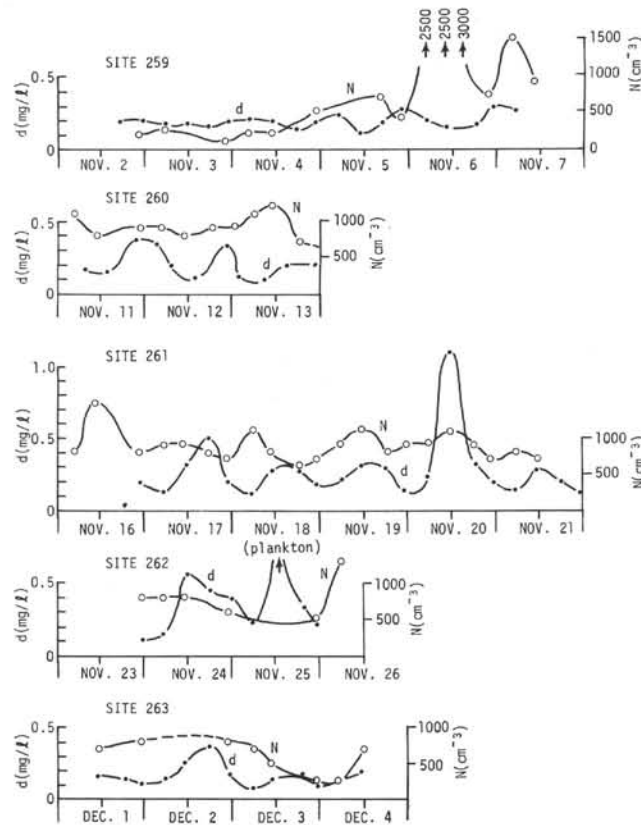 2500
2500
3000
SITE 259
d(mg/ℓ)
0.5
0
d
N
1500
1000
500
0
N(cm⁻³)
NOV. 2
NOV. 3
NOV. 4
NOV. 5
NOV. 6
NOV. 7
SITE 260
d(mg/ℓ)
0.5
0
N
d
1000
500
N(cm⁻³)
NOV. 11
NOV. 12
NOV. 13
SITE 261
d(mg/ℓ)
1.0
0.5
0
N
d
1000
500
N(cm⁻³)
NOV. 16
NOV. 17
NOV. 18
NOV. 19
NOV. 20
NOV. 21
SITE 262
(plankton)
d(mg/ℓ)
0.5
0
d
N
1000
500
N(cm⁻³)
NOV. 23
NOV. 24
NOV. 25
NOV. 26
SITE 263
d(mg/ℓ)
0.5
0
N
d
1000
500
0
N(cm⁻³)
DEC. 1
DEC. 2
DEC. 3
DEC. 4